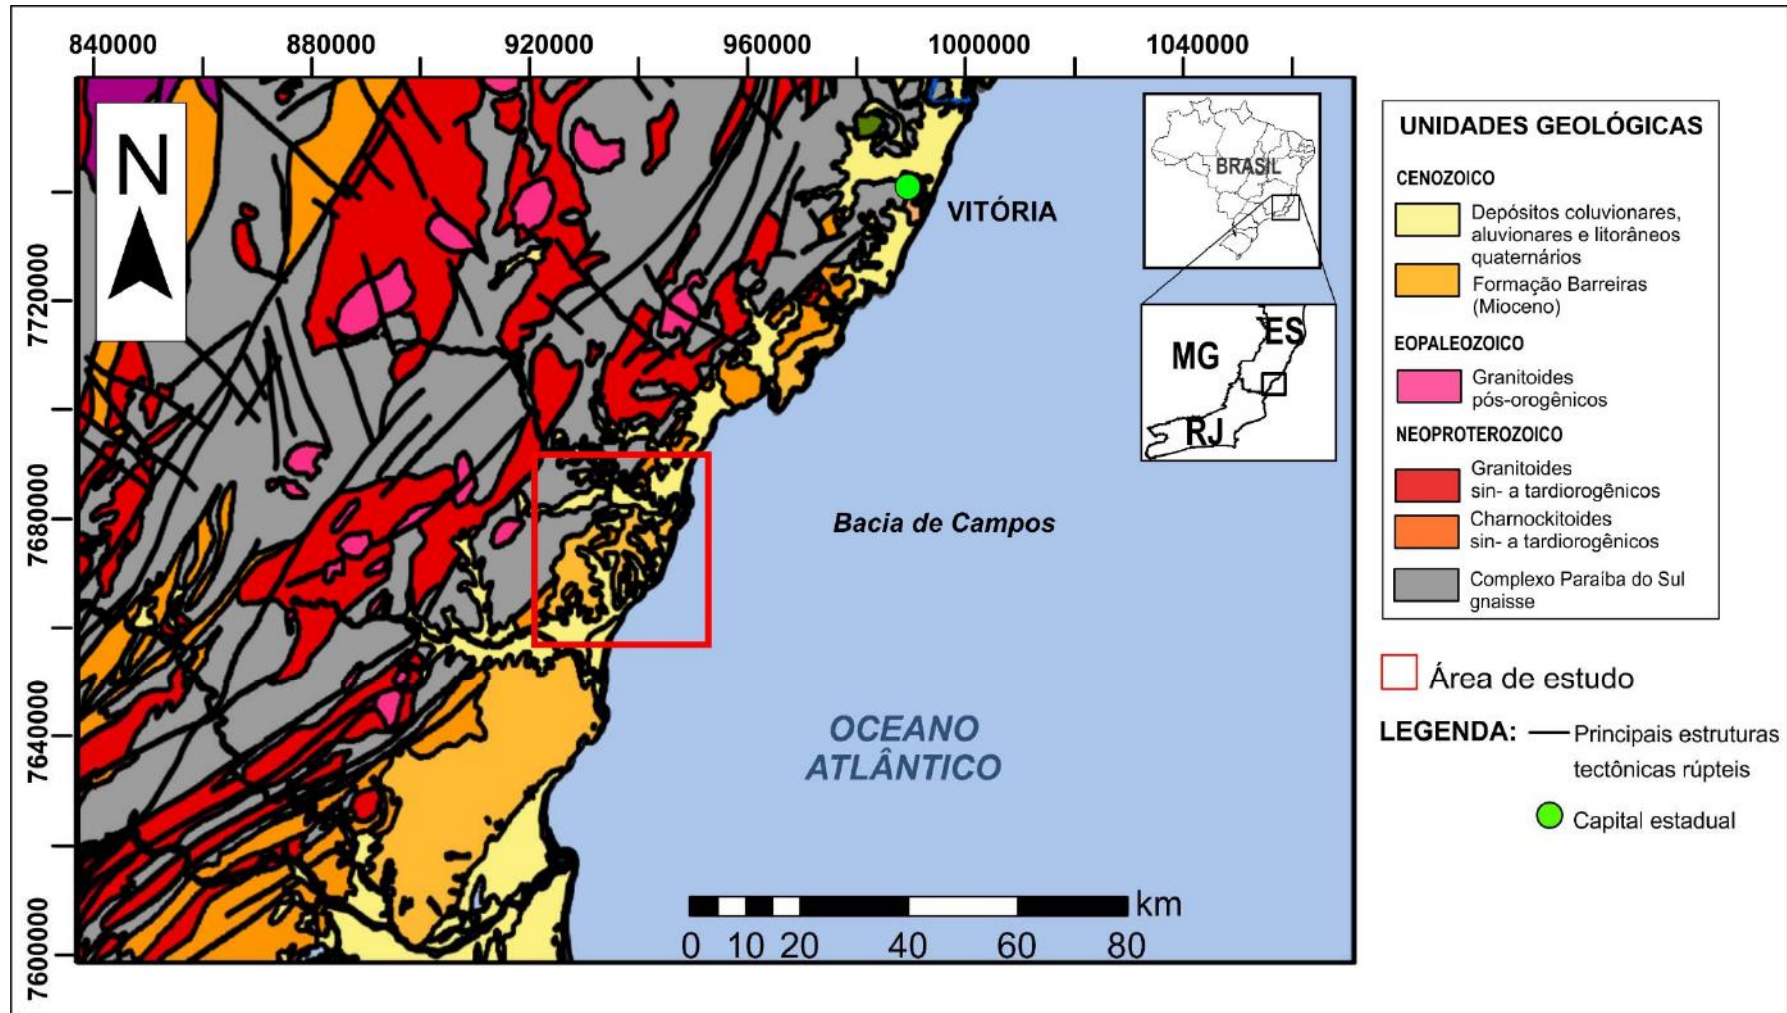 840000
880000
920000
960000
1000000
1040000
7720000
7680000
7640000
7600000
N
VITÓRIA
Bacia de Campos
OCEANO
ATLÂNTICO
BRASIL
MG
ES
RJ
km
0 10 20 40 60 80
UNIDADES GEOLÓGICAS
CENOZOICO
Depósitos coluvionares,
aluvionares e litorâneos
quaternários
Formação Barreiras
(Mioceno)
EOPALEOZOICO
Granitoides
pós-orogênicos
NEOPROTEROZOICO
Granitoides
sin- a tardiorogênicos
Charnockitoides
sin- a tardiorogênicos
Complexo Paraíba do Sul
gnaisse
Área de estudo
LEGENDA:
Principais estruturas
tectônicas rúpteis
Capital estadual